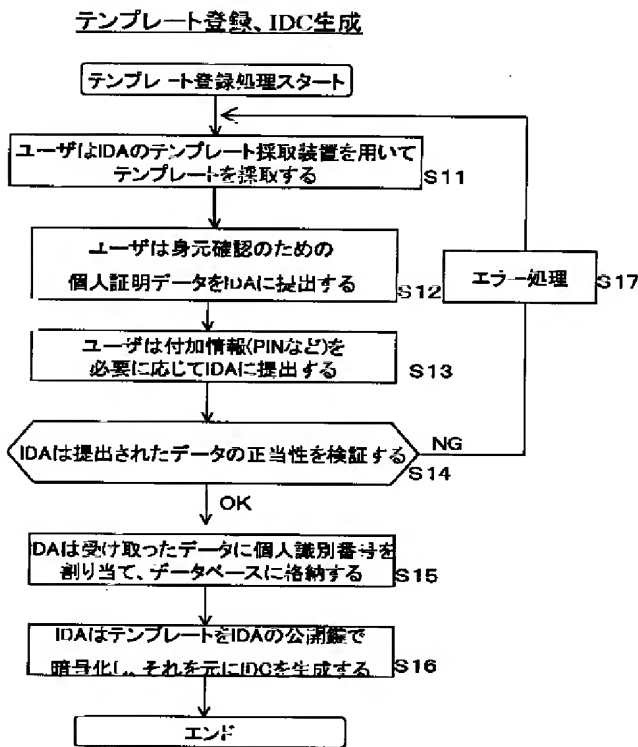 テンプレート登録、IDC生成
テンプレート登録処理スタート
ユーザはIDAのテンプレート採取装置を用いて
テンプレートを採取する
S11
ユーザは身元確認のための
個人証明データをIDAに提出する
S12
エラー処理
S17
ユーザは付加情報(PINなど)を
必要に応じてIDAに提出する
S13
IDAは提出されたデータの正当性を検証する
S14
NG
OK
IDAは受け取ったデータに個人識別番号を
割り当て、データベースに格納する
S15
IDAはテンプレートをIDAの公開鍵で
暗号化し、それを元にIDCを生成する
S16
エンド